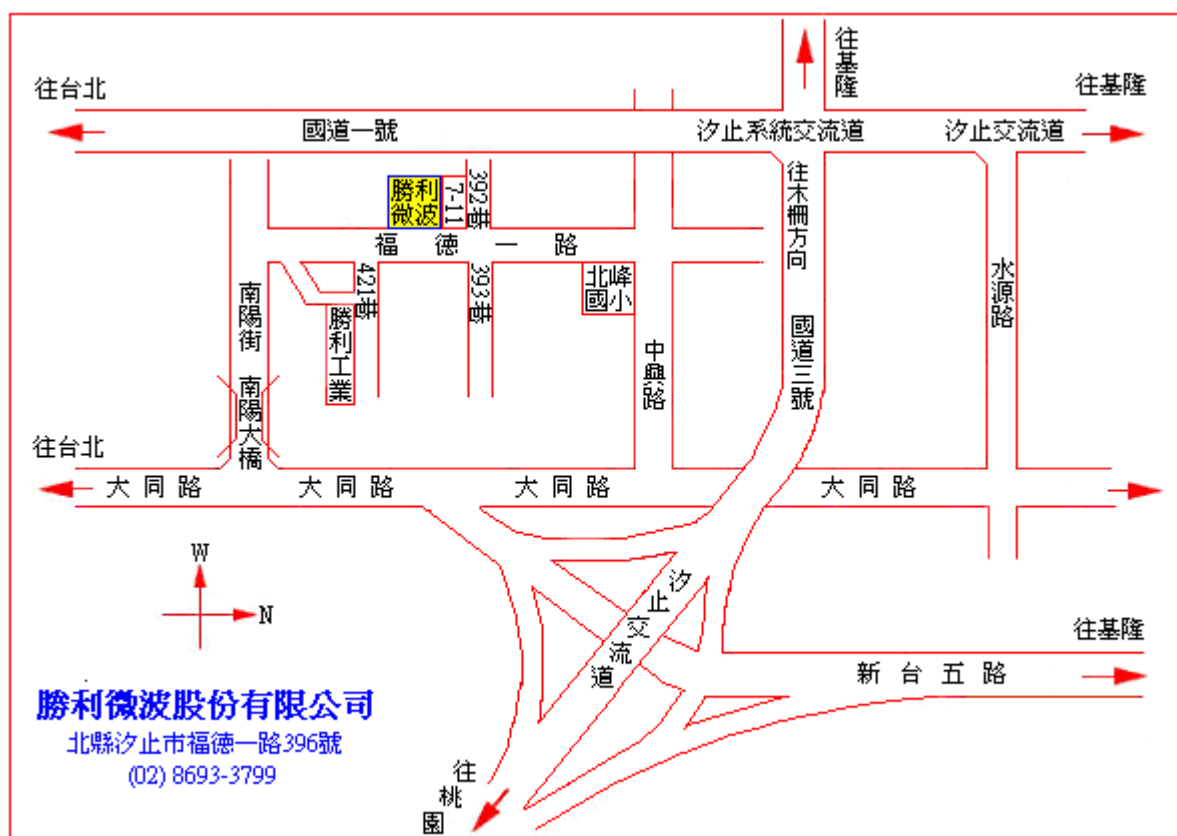 往基隆
往台北
往基隆
國道一號
汐止系統交流道
汐止交流道
勝利
微波
7-11
392巷
往木柵方向
福德一路
北峰
國小
421巷
393巷
南陽街
勝利工業
水源路
國道三號
中興路
南陽大橋
往台北
大同路
大同路
大同路
大同路
W
N
汐止交流道
往基隆
新台五路
勝利微波股份有限公司
北縣汐止市福德一路396號
(02) 8693-3799
往桃園